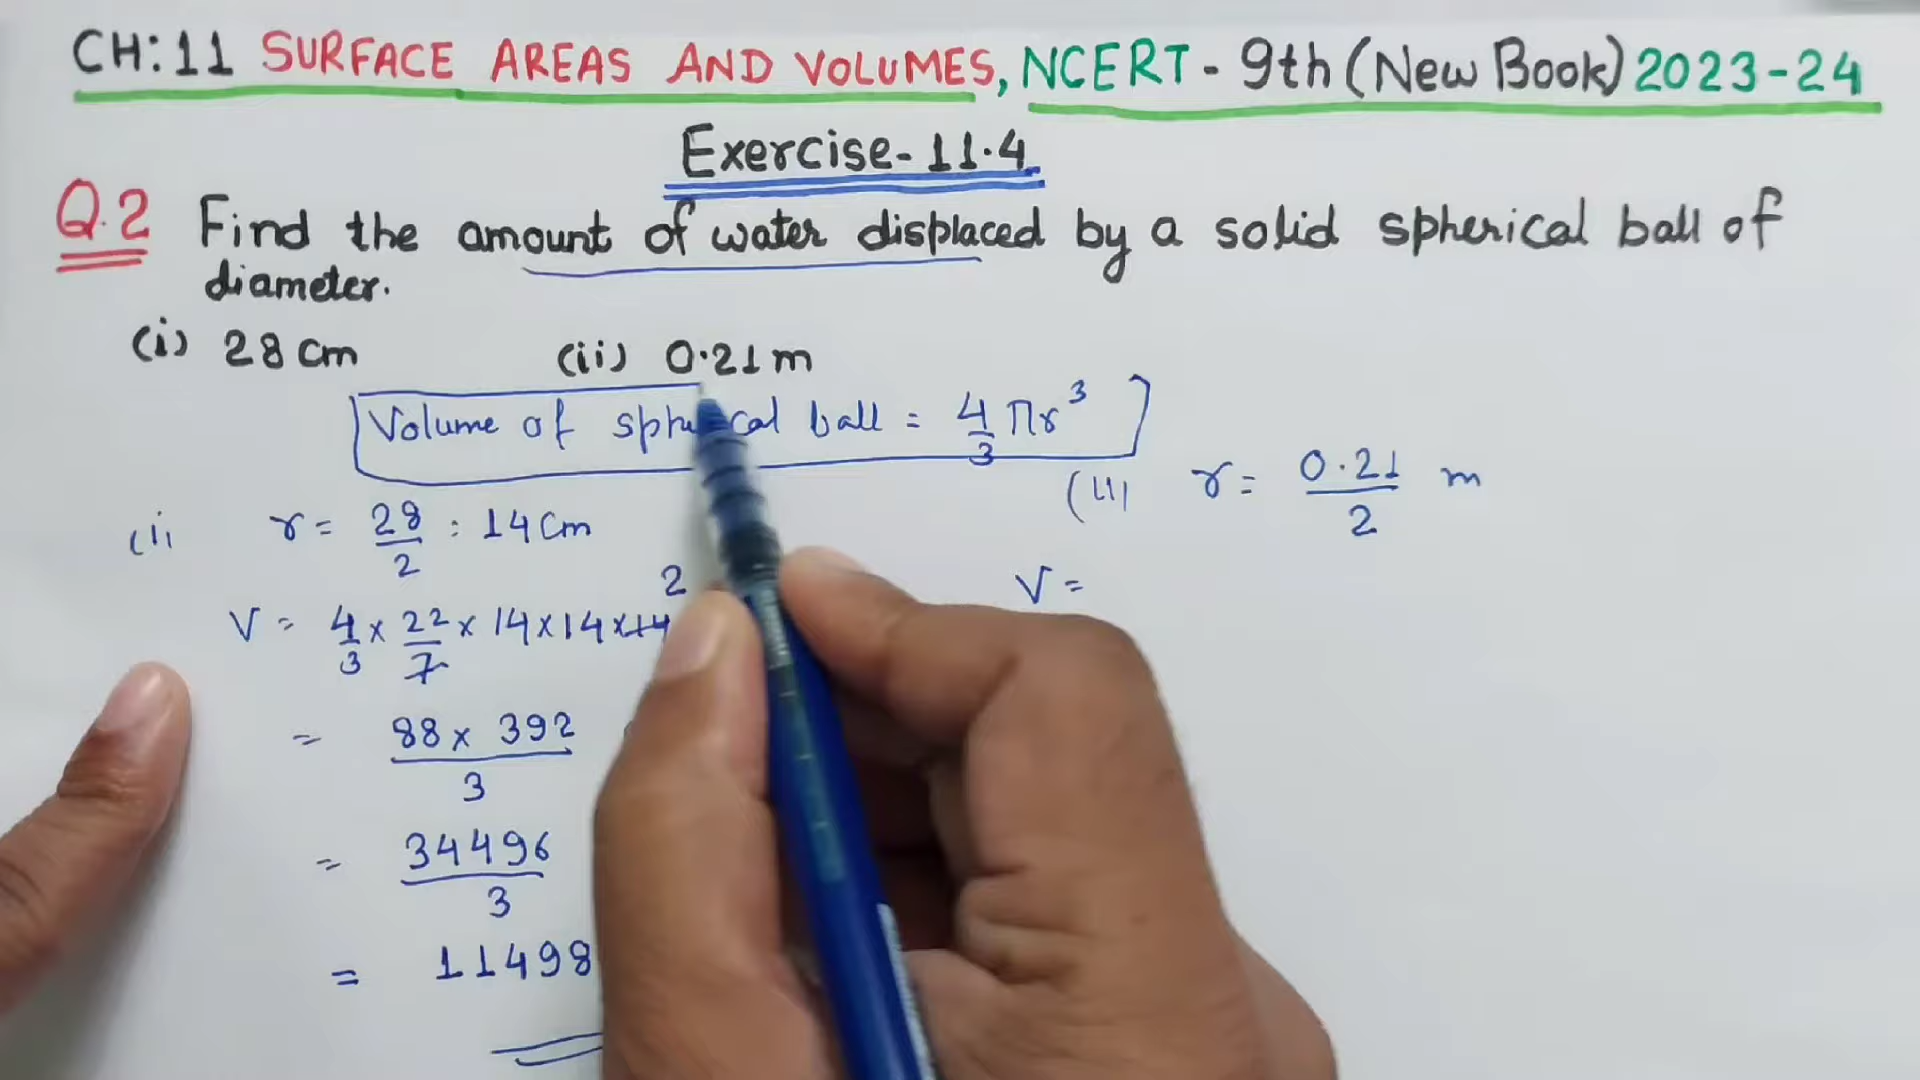 CH:11 SURFACE AREAS AND VOLUMES, NCERT - 9th (New Book) 2023-24
Exercise-11.4
Q.2 Find the amount of water displaced by a solid spherical ball of
diameter.
(i) 28 cm (ii) 0.21 m
Volume of spherical ball = 4/3 πr³
(i) r = 28/2 = 14 cm
V = 4/3 × 22/7 × 14 × 14 × 14 2
= 88 × 392 / 3
= 34496 / 3
= 11498
(ii) r = 0.21/2 m
V =